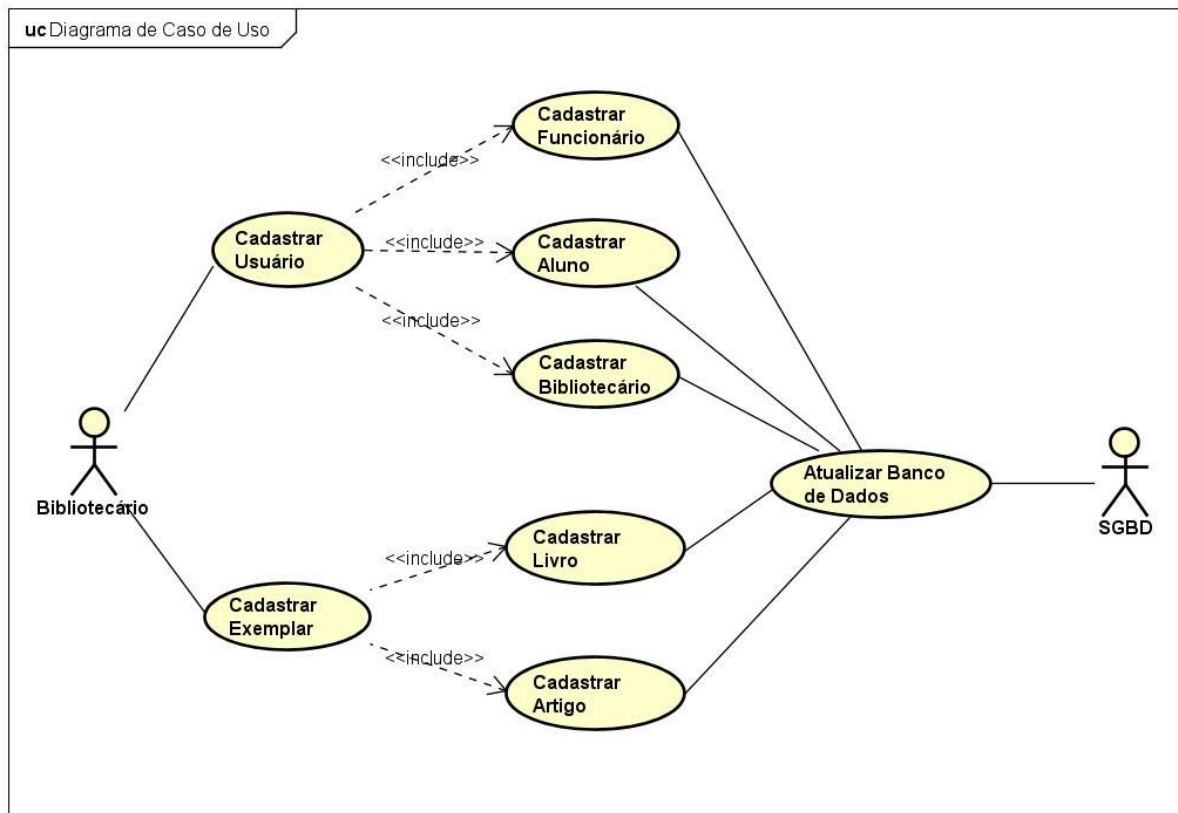 uc Diagrama de Caso de Uso
Cadastrar
Funcionário
<<include>>
Cadastrar
Usuário
<<include>>
Cadastrar
Aluno
<<include>>
Cadastrar
Bibliotecário
Bibliotecário
Atualizar Banco
de Dados
SGBD
<<include>>
Cadastrar
Livro
Cadastrar
Exemplar
<<include>>
Cadastrar
Artigo